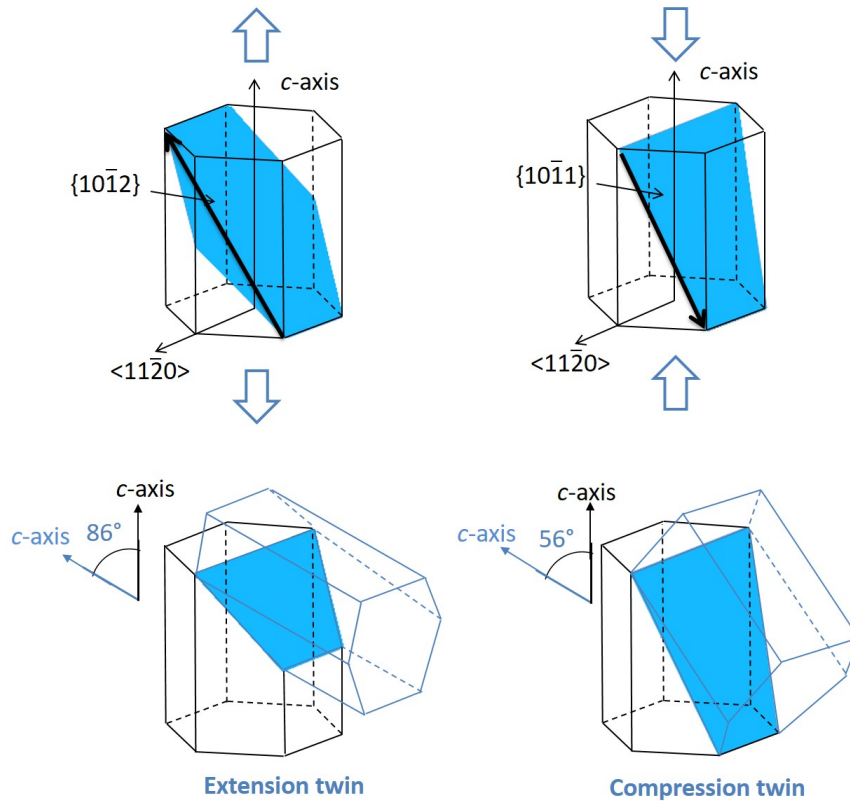 c-axis
c-axis
{101̅2}
{101̅1}
<112̅0>
<112̅0>
c-axis
c-axis
86°
c-axis
56°
c-axis
Extension twin
Compression twin